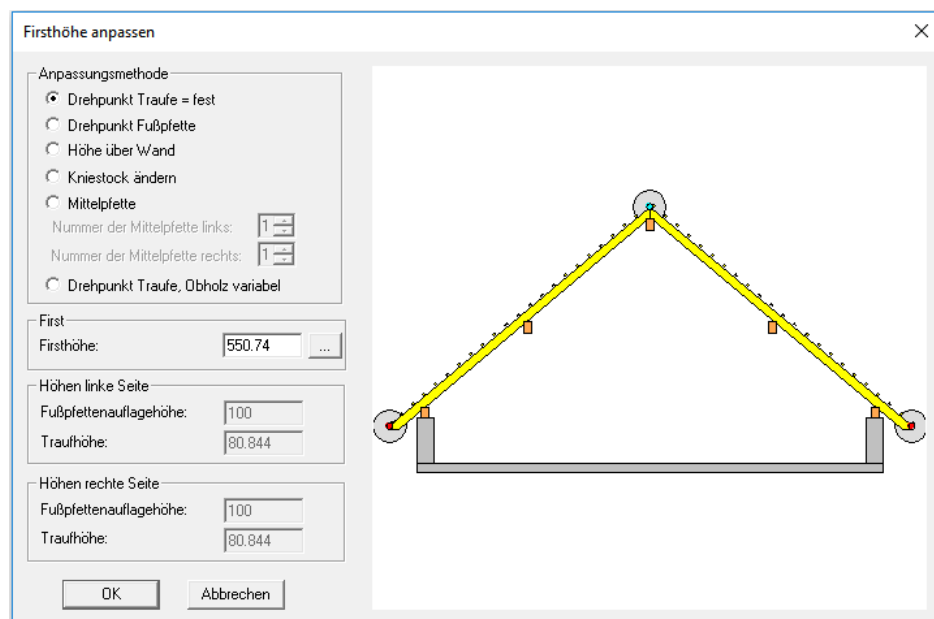 Firsthöhe anpassen
Anpassungsmethode
Drehpunkt Traufe = fest
Drehpunkt Fußpfette
Höhe über Wand
Kniestock ändern
Mittelpfette
Nummer der Mittelpfette links: 1
Nummer der Mittelpfette rechts: 1
Drehpunkt Traufe, Obholz variabel
First
Firsthöhe: 550.74 ...
Höhen linke Seite
Fußpfettenauflagehöhe: 100
Traufhöhe: 80.844
Höhen rechte Seite
Fußpfettenauflagehöhe: 100
Traufhöhe: 80.844
OK Abbrechen